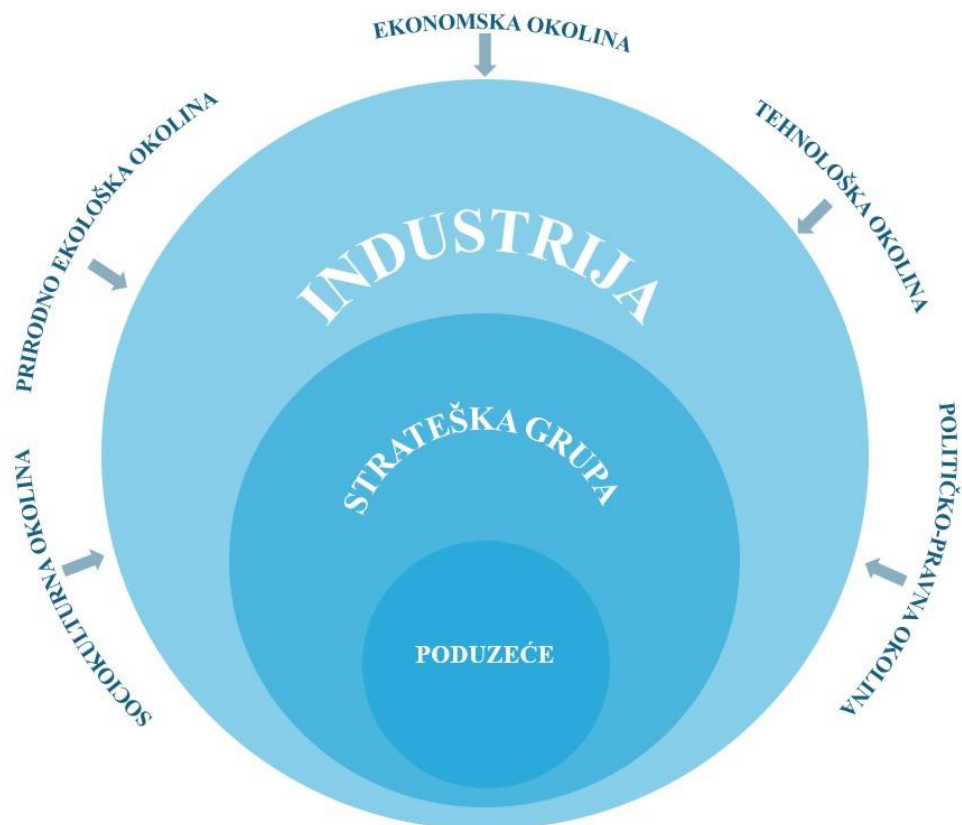 EKONOMSKA OKOLINA
PRIRODNO EKOLOŠKA OKOLINA
TEHNOLOŠKA OKOLINA
INDUSTRIJA
STRATEŠKA GRUPA
SOCIOKULTURNA OKOLINA
POLITIČKO-PRAVNA OKOLINA
PODUZEĆE